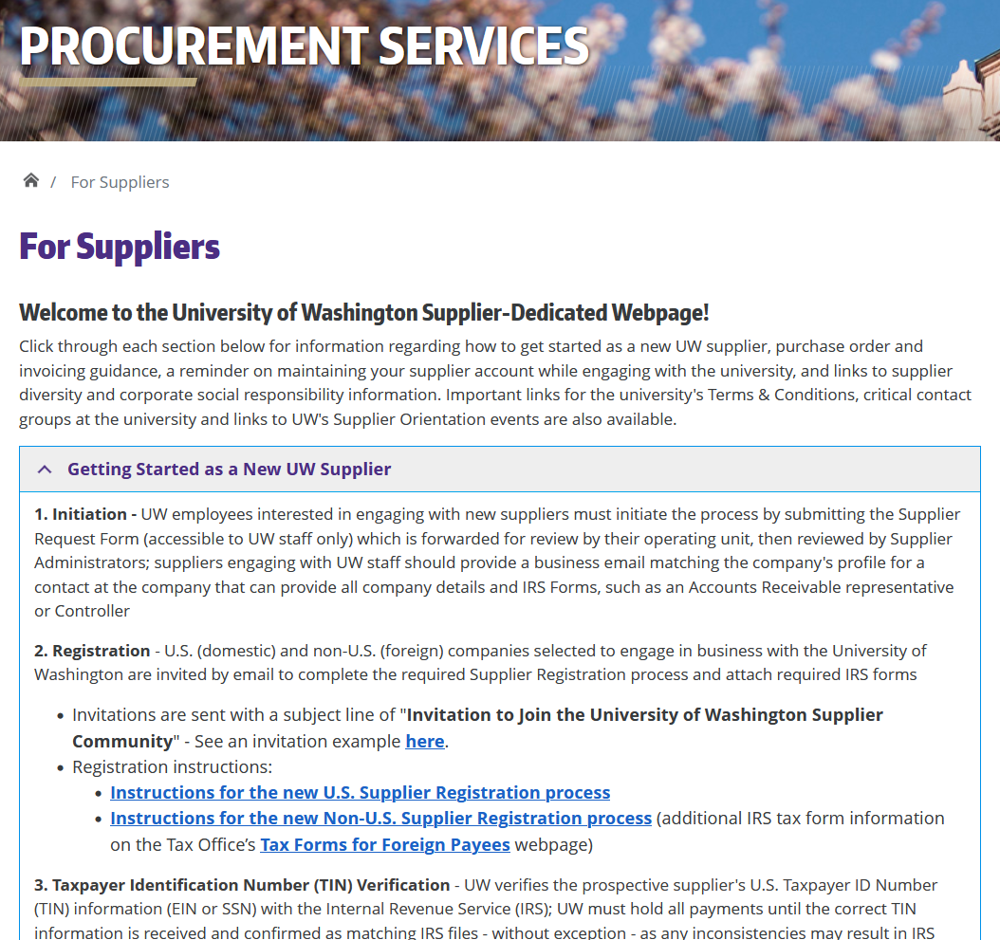 PROCUREMENT SERVICES
/ For Suppliers
For Suppliers
Welcome to the University of Washington Supplier-Dedicated Webpage!
Click through each section below for information regarding how to get started as a new UW supplier, purchase order and
invoicing guidance, a reminder on maintaining your supplier account while engaging with the university, and links to supplier
diversity and corporate social responsibility information. Important links for the university's Terms & Conditions, critical contact
groups at the university and links to UW's Supplier Orientation events are also available.
Getting Started as a New UW Supplier
1. Initiation - UW employees interested in engaging with new suppliers must initiate the process by submitting the Supplier
Request Form (accessible to UW staff only) which is forwarded for review by their operating unit, then reviewed by Supplier
Administrators; suppliers engaging with UW staff should provide a business email matching the company's profile for a
contact at the company that can provide all company details and IRS Forms, such as an Accounts Receivable representative
or Controller
2. Registration - U.S. (domestic) and non-U.S. (foreign) companies selected to engage in business with the University of
Washington are invited by email to complete the required Supplier Registration process and attach required IRS forms
• Invitations are sent with a subject line of "Invitation to Join the University of Washington Supplier
Community" - See an invitation example here.
• Registration instructions:
• Instructions for the new U.S. Supplier Registration process
• Instructions for the new Non-U.S. Supplier Registration process (additional IRS tax form information
on the Tax Office’s Tax Forms for Foreign Payees webpage)
3. Taxpayer Identification Number (TIN) Verification - UW verifies the prospective supplier's U.S. Taxpayer ID Number
(TIN) information (EIN or SSN) with the Internal Revenue Service (IRS); UW must hold all payments until the correct TIN
information is received and confirmed as matching IRS files - without exception - as any inconsistencies may result in IRS